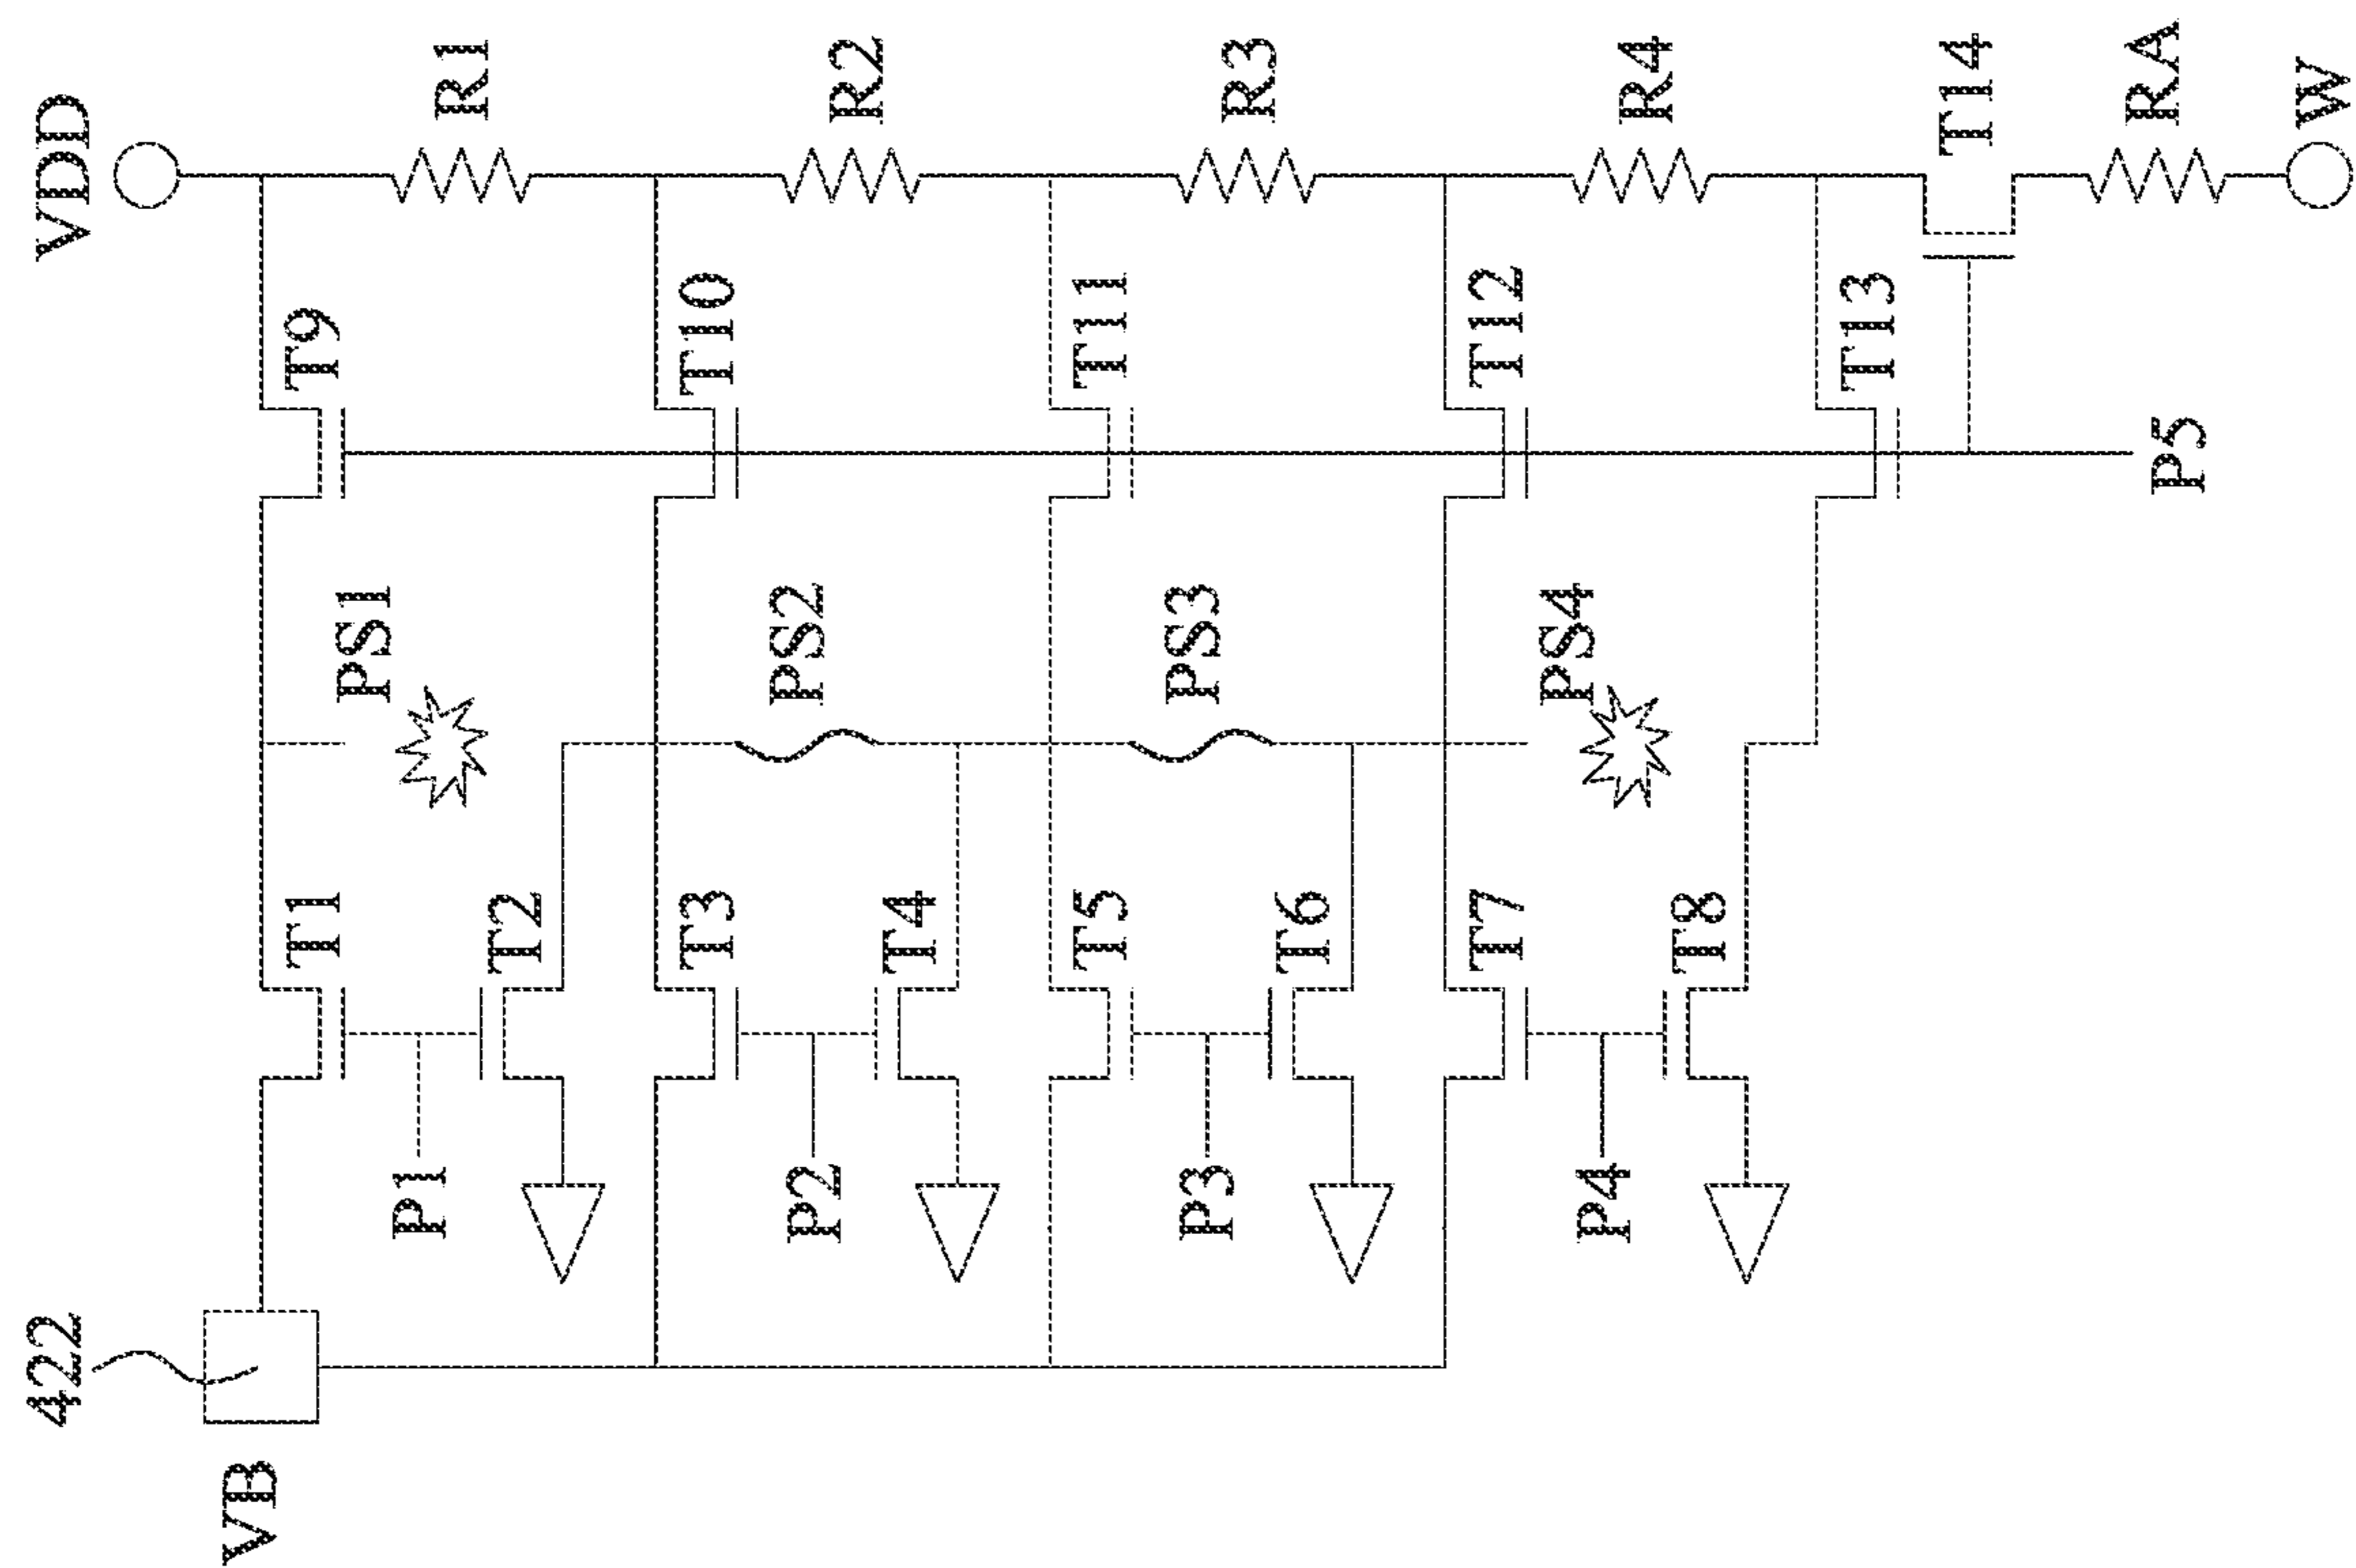 VDD
R1
R2
R3
R4
T14
RA
W
T9
T10
T11
T12
T13
P5
PS1
PS2
PS3
PS4
T1
T2
T3
T4
T5
T6
T7
T8
P1
P2
P3
P4
422
VB